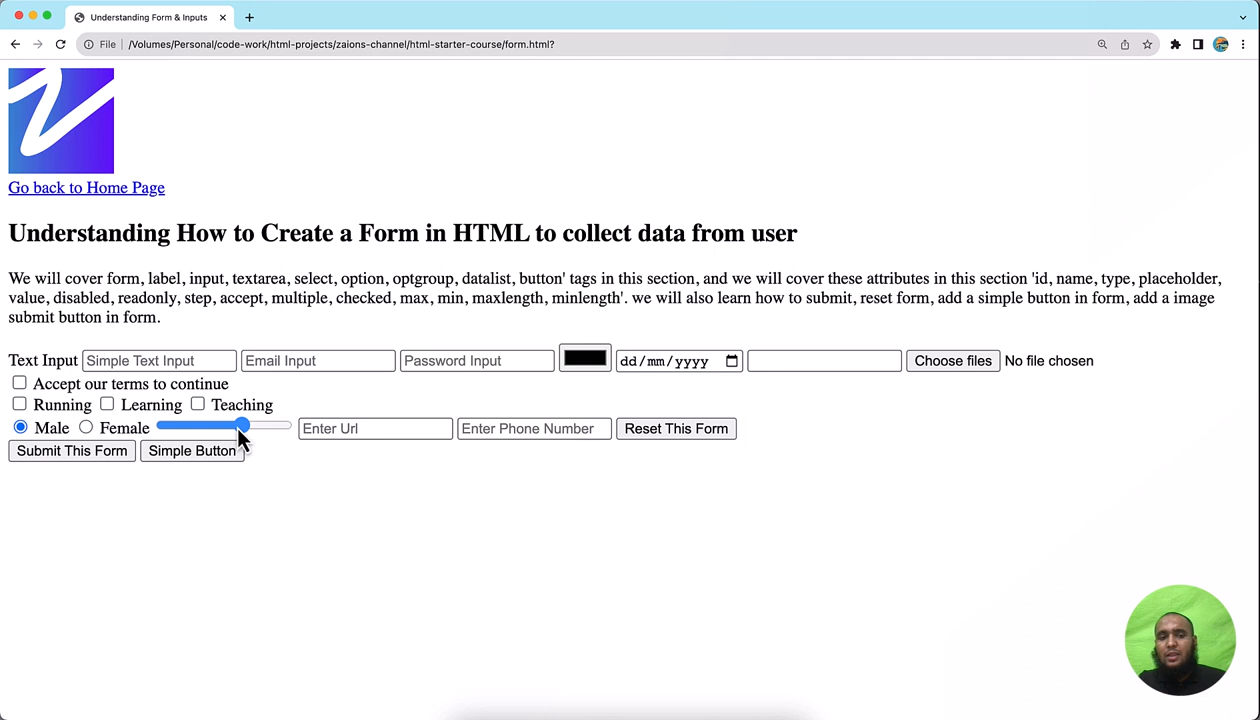 Understanding Form & Inputs
File /Volumes/Personal/code-work/html-projects/zaions-channel/html-starter-course/form.html?
Go back to Home Page
Understanding How to Create a Form in HTML to collect data from user
We will cover form, label, input, textarea, select, option, optgroup, datalist, button' tags in this section, and we will cover these attributes in this section 'id, name, type, placeholder,
value, disabled, readonly, step, accept, multiple, checked, max, min, maxlength, minlength'. we will also learn how to submit, reset form, add a simple button in form, add a image
submit button in form.
Text Input Simple Text Input Email Input Password Input dd/mm/yyyy Choose files No file chosen
Accept our terms to continue
Running Learning Teaching
Male Female Enter Url Enter Phone Number Reset This Form
Submit This Form Simple Button